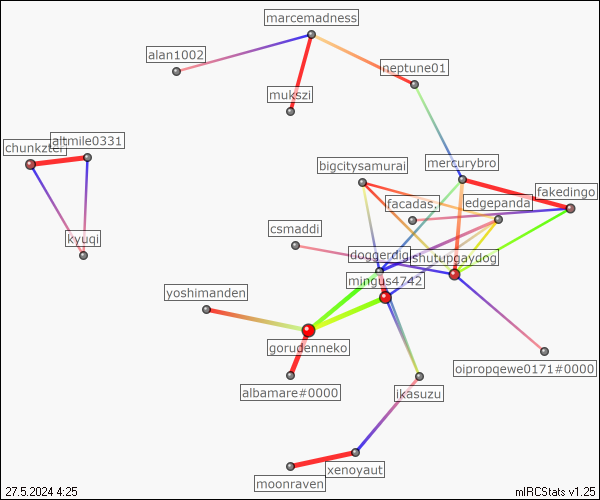 marcemadness
alan1002
neptune01
mukszi
altmile0331
chunkzter
bigcitysamurai
mercurybro
fakedingo
facadas.
edgepanda
csmaddi
kyuqi
doggerdig
shutupgaydog
mingus4742
yoshimanden
gorudenneko
oipropqewe0171#0000
albamare#0000
ikasuzu
xenoyaut
moonraven
27.5.2024 4:25
mIRCStats v1.25